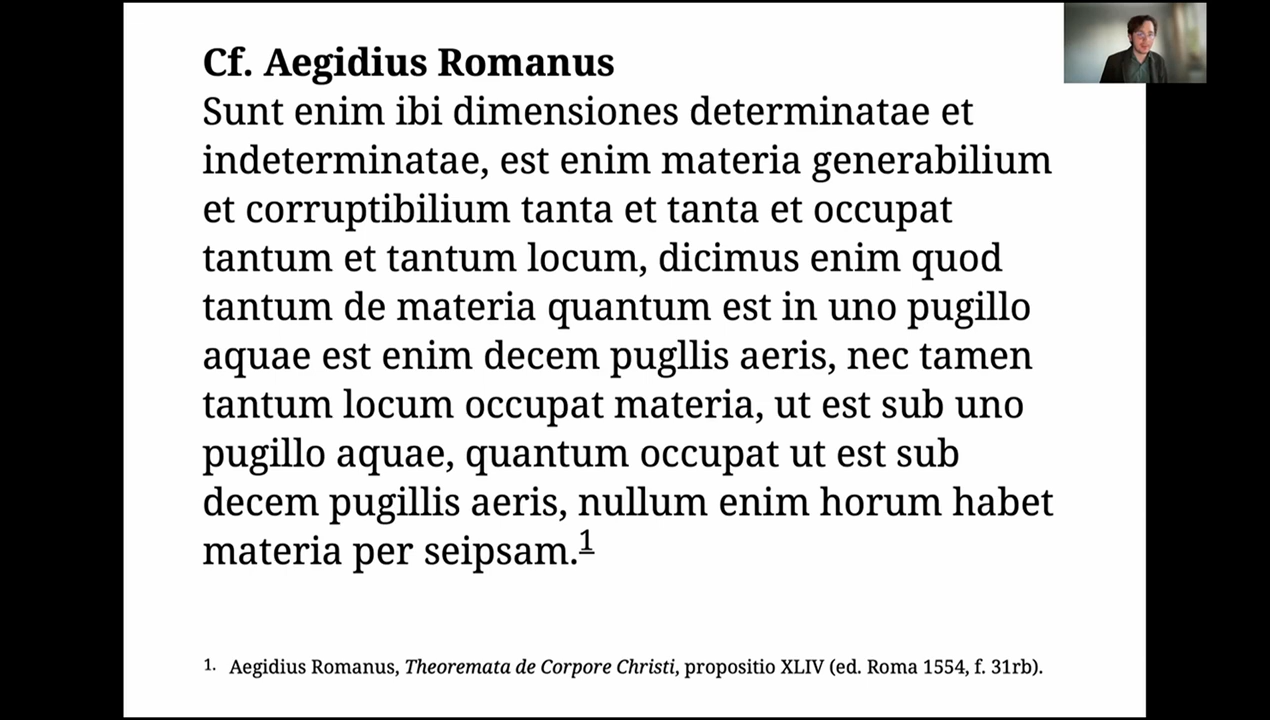 Cf. Aegidius Romanus
Sunt enim ibi dimensiones determinatae et
indeterminatae, est enim materia generabilium
et corruptibilium tanta et tanta et occupat
tantum et tantum locum, dicimus enim quod
tantum de materia quantum est in uno pugillo
aquae est enim decem pugllis aeris, nec tamen
tantum locum occupat materia, ut est sub uno
pugillo aquae, quantum occupat ut est sub
decem pugillis aeris, nullum enim horum habet
materia per seipsam.1
1. Aegidius Romanus, Theoremata de Corpore Christi, propositio XLIV (ed. Roma 1554, f. 31rb).